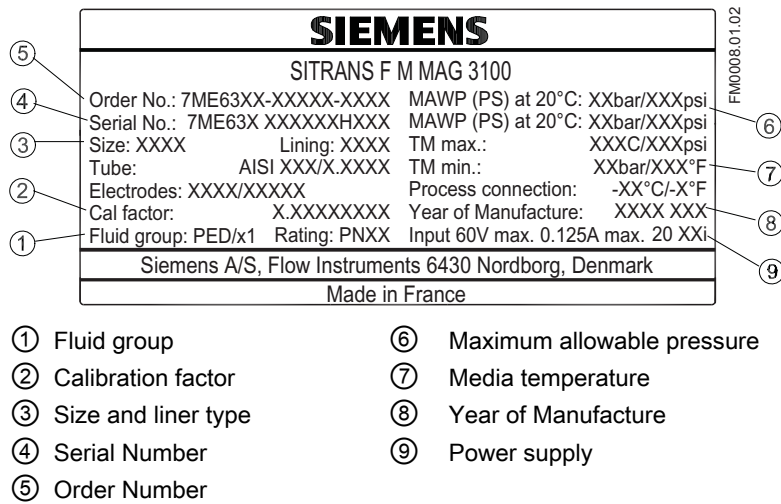 SIEMENS
FM0008.01.02
SITRANS F M MAG 3100
Order No.: 7ME63XX-XXXXX-XXXX MAWP (PS) at 20°C: XXbar/XXXpsi
Serial No.: 7ME63X XXXXXXHXXX MAWP (PS) at 20°C: XXbar/XXXpsi
Size: XXXX Lining: XXXX TM max.: XXXC/XXXpsi
Tube: AISI XXX/X.XXXX TM min.: XXbar/XXX°F
Electrodes: XXXX/XXXXX Process connection: -XX°C/-X°F
Cal factor: X.XXXXXXXX Year of Manufacture: XXXX XXX
Fluid group: PED/x1 Rating: PNXX Input 60V max. 0.125A max. 20 XXi
Siemens A/S, Flow Instruments 6430 Nordborg, Denmark
Made in France
5
4
3
2
1
6
7
8
9
① Fluid group
② Calibration factor
③ Size and liner type
④ Serial Number
⑤ Order Number
⑥ Maximum allowable pressure
⑦ Media temperature
⑧ Year of Manufacture
⑨ Power supply